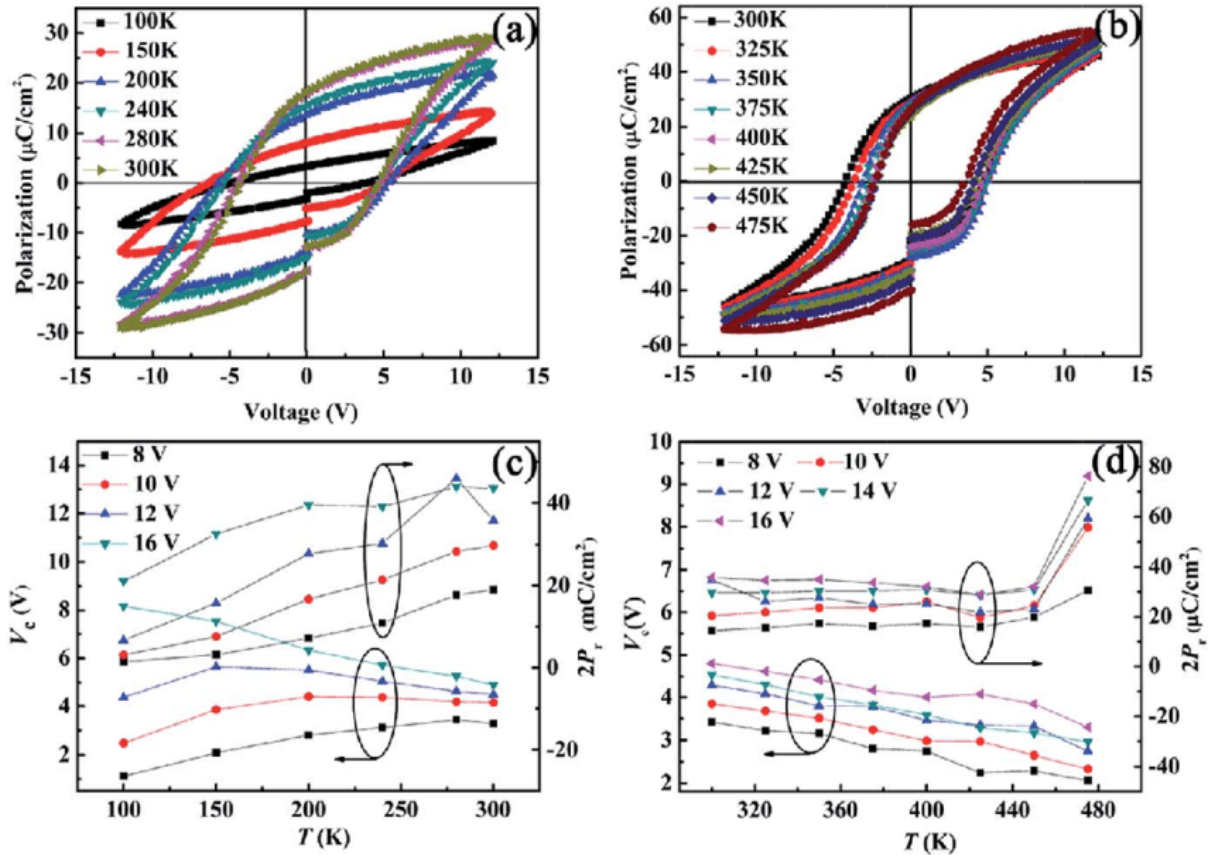 (a)
100K
150K
200K
240K
280K
300K
Polarization (μC/cm²)
30
20
10
0
-10
-20
-30
-15 -10 -5 0 5 10 15
Voltage (V)
(b)
300K
325K
350K
375K
400K
425K
450K
475K
Polarization (μC/cm²)
60
40
20
0
-20
-40
-60
-15 -10 -5 0 5 10 15
Voltage (V)
(c)
8 V
10 V
12 V
16 V
Vc (V)
14
12
10
8
6
4
2
40
20
0
-20
2Pr (mC/cm²)
100 150 200 250 300
T (K)
(d)
8 V 10 V
12 V 14 V
16 V
Vc(V)
10
9
8
7
6
5
4
3
2
80
60
40
20
0
-20
-40
2Pr (μC/cm²)
320 360 400 440 480
T (K)